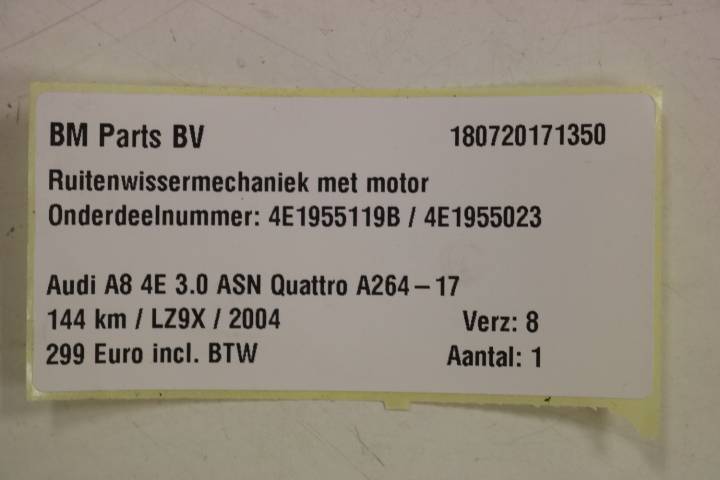 BM Parts BV 180720171350
Ruitenwissermechaniek met motor
Onderdeelnummer: 4E1955119B / 4E1955023
Audi A8 4E 3.0 ASN Quattro A264-17
144 km / LZ9X / 2004 Verz: 8
299 Euro incl. BTW Aantal: 1